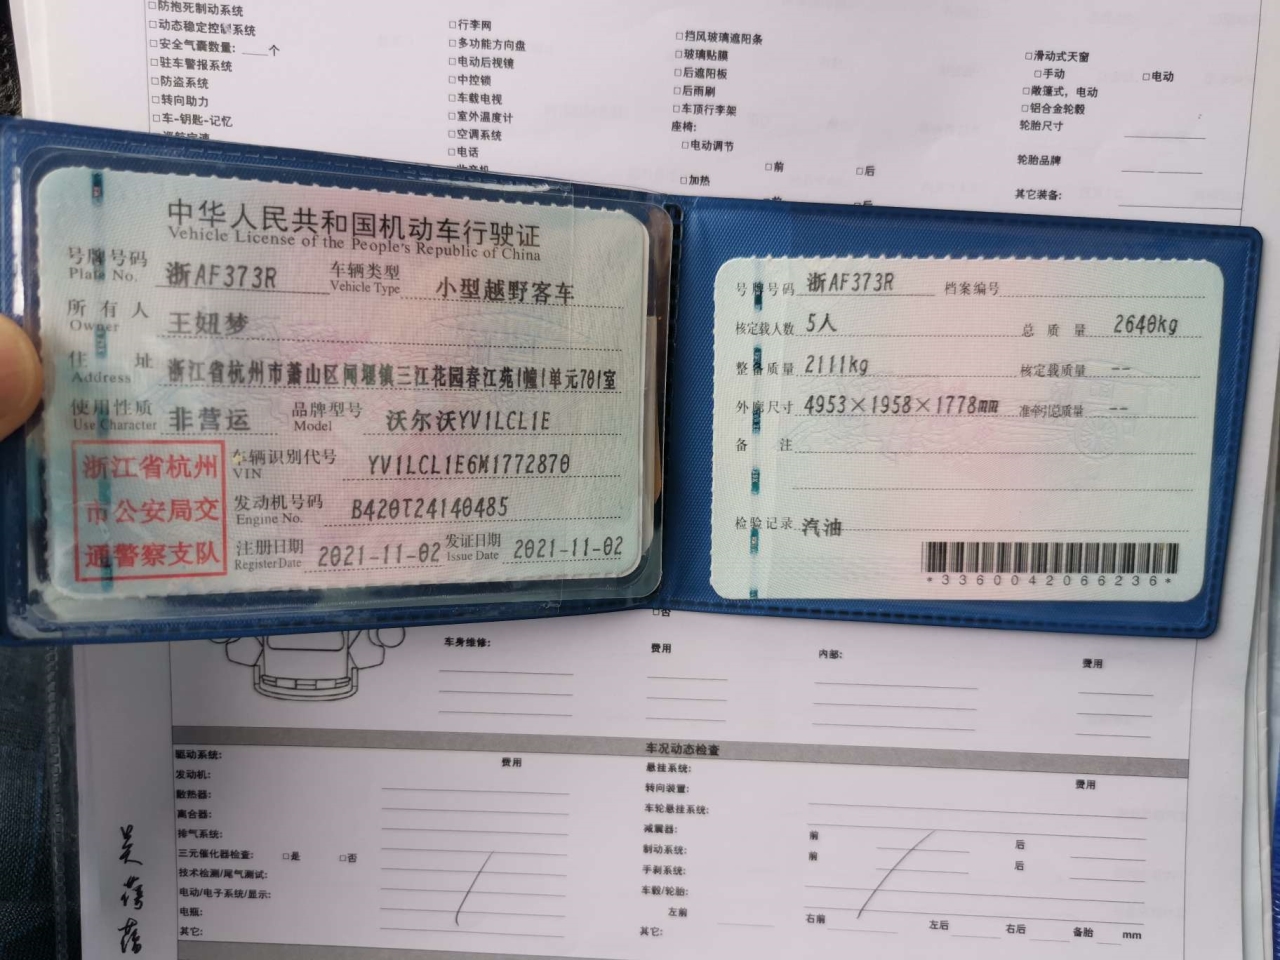 □防抱死制动系统
□动态稳定控制系统
□安全气囊数量: ____个
□驻车警报系统
□防盗系统
□转向助力
□车-钥匙-记忆
□行李网
□多功能方向盘
□电动后视镜
□中控锁
□车载电视
□室外温度计
□空调系统
□电话
□挡风玻璃遮阳条
□玻璃贴膜
□后遮阳板
□后雨刷
□车顶行李架
座椅:
□电动调节
□前 □后
□加热
□滑动式天窗
□手动 □电动
□敞篷式，电动
□铝合金轮毂
轮胎尺寸
轮胎品牌
其它装备:
中华人民共和国机动车行驶证
Vehicle License of the People's Republic of China
号牌号码 浙AF373R 车辆类型 小型越野客车
Plate No. Vehicle Type
所有人 王妞梦
Owner
住址 浙江省杭州市萧山区闻堰镇三江花园春江苑1幢1单元701室
Address
使用性质 非营运 品牌型号 沃尔沃YV1LCL1E
Use Character Model
浙江省杭州
市公安局交
通警察支队
车辆识别代号 YV1LCL1E6M1772870
VIN
发动机号码 B420T24140485
Engine No.
注册日期 2021-11-02 发证日期 2021-11-02
Register Date Issue Date
号牌号码 浙AF373R 档案编号
核定载人数 5人 总质量 2640kg
整备质量 2111kg 核定载质量 --
外廓尺寸 4953×1958×1778mm 准牵引总质量 --
备注
检验记录 汽油
*3360042066236*
□否
车身维修: 费用 内部: 费用
车况动态检查
驱动系统: 费用
发动机:
散热器:
离合器:
排气系统:
三元催化器检查: □是 □否
技术检测/尾气测试:
电动/电子系统/显示:
电瓶:
其它:
悬挂系统: 费用
转向装置:
车轮悬挂系统:
减震器: 前 后
制动系统: 前 后
手刹系统:
车毂/轮胎:
左前 右前 左后 右后 备胎 mm
其它: